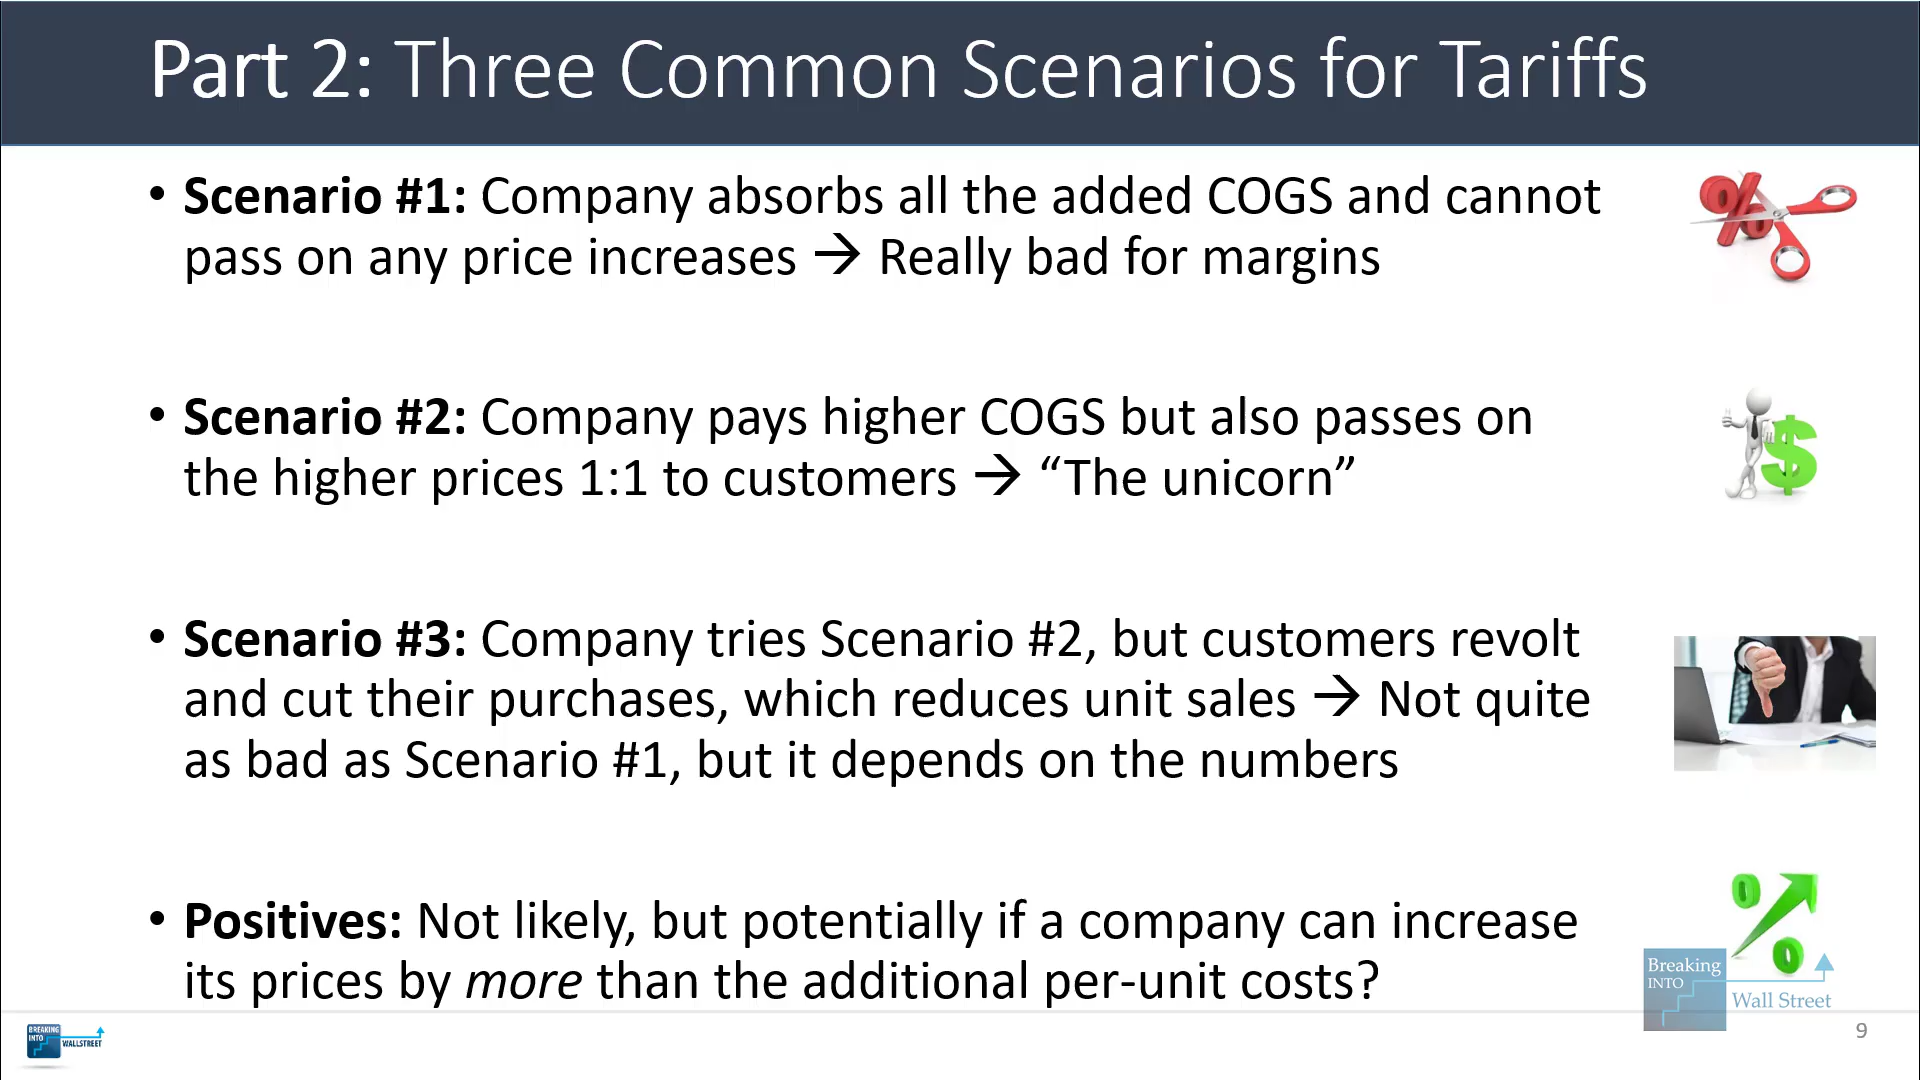 Part 2: Three Common Scenarios for Tariffs
• Scenario #1: Company absorbs all the added COGS and cannot
pass on any price increases → Really bad for margins
• Scenario #2: Company pays higher COGS but also passes on
the higher prices 1:1 to customers → “The unicorn”
• Scenario #3: Company tries Scenario #2, but customers revolt
and cut their purchases, which reduces unit sales → Not quite
as bad as Scenario #1, but it depends on the numbers
• Positives: Not likely, but potentially if a company can increase
its prices by more than the additional per-unit costs?
Breaking
INTO
Wall Street
BREAKING
INTO
WALLSTREET
9